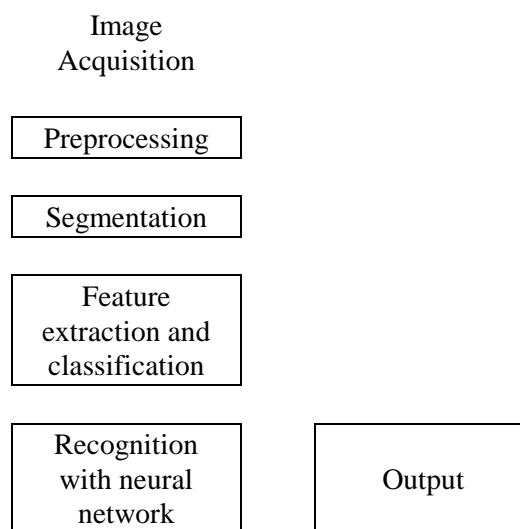 Image
Acquisition
Preprocessing
Segmentation
Feature
extraction and
classification
Recognition
with neural
network
Output